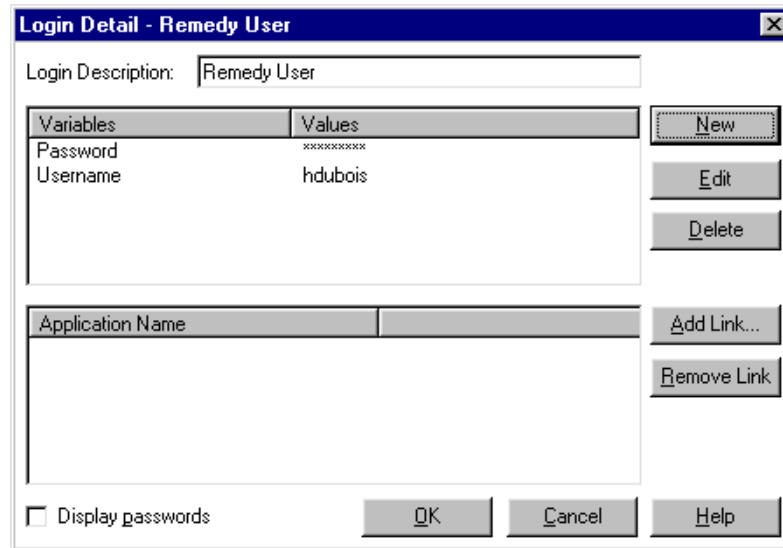 Login Detail - Remedy User
Login Description: Remedy User
Variables Values
Password xxxxxxxxx
Username hdubois
New
Edit
Delete
Application Name
Add Link...
Remove Link
Display passwords OK Cancel Help